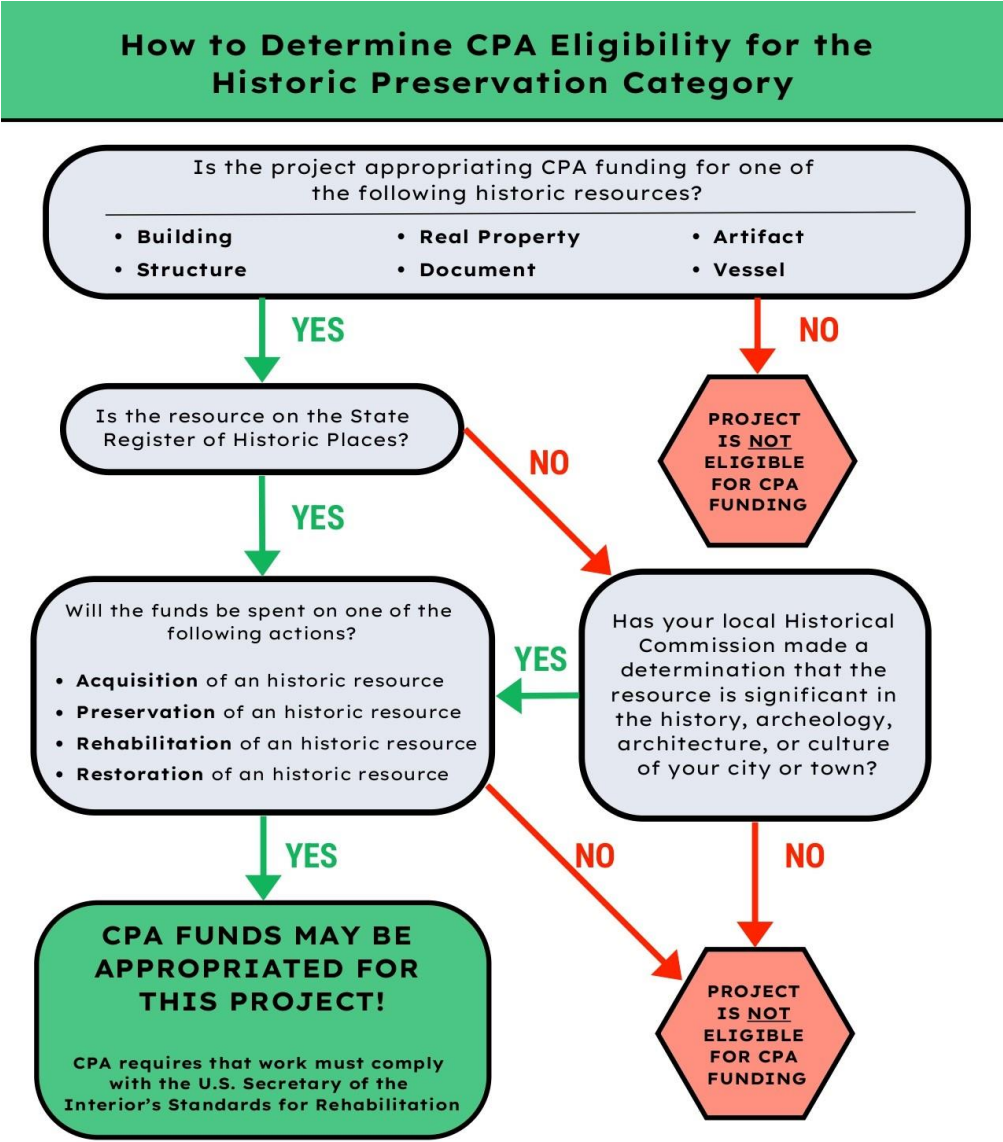 How to Determine CPA Eligibility for the
Historic Preservation Category
Is the project appropriating CPA funding for one of
the following historic resources?
• Building
• Structure
• Real Property
• Document
• Artifact
• Vessel
YES
NO
Is the resource on the State
Register of Historic Places?
PROJECT
IS NOT
ELIGIBLE
FOR CPA
FUNDING
NO
YES
Will the funds be spent on one of the
following actions?
• Acquisition of an historic resource
• Preservation of an historic resource
• Rehabilitation of an historic resource
• Restoration of an historic resource
YES
Has your local Historical
Commission made a
determination that the
resource is significant in
the history, archeology,
architecture, or culture
of your city or town?
YES
NO
NO
CPA FUNDS MAY BE
APPROPRIATED FOR
THIS PROJECT!
CPA requires that work must comply
with the U.S. Secretary of the
Interior's Standards for Rehabilitation
PROJECT
IS NOT
ELIGIBLE
FOR CPA
FUNDING